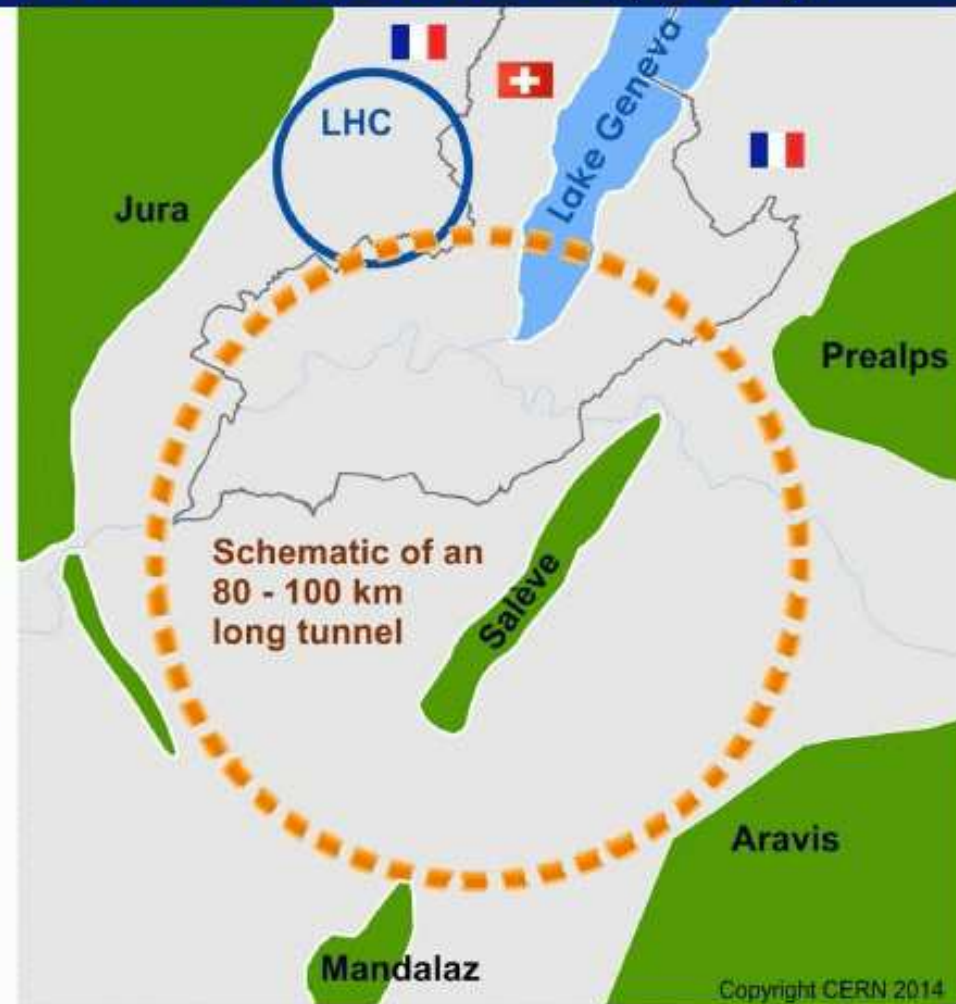 LHC
Lake Geneva
Jura
Prealps
Schematic of an
80 - 100 km
long tunnel
Salève
Aravis
Mandalaz
Copyright CERN 2014